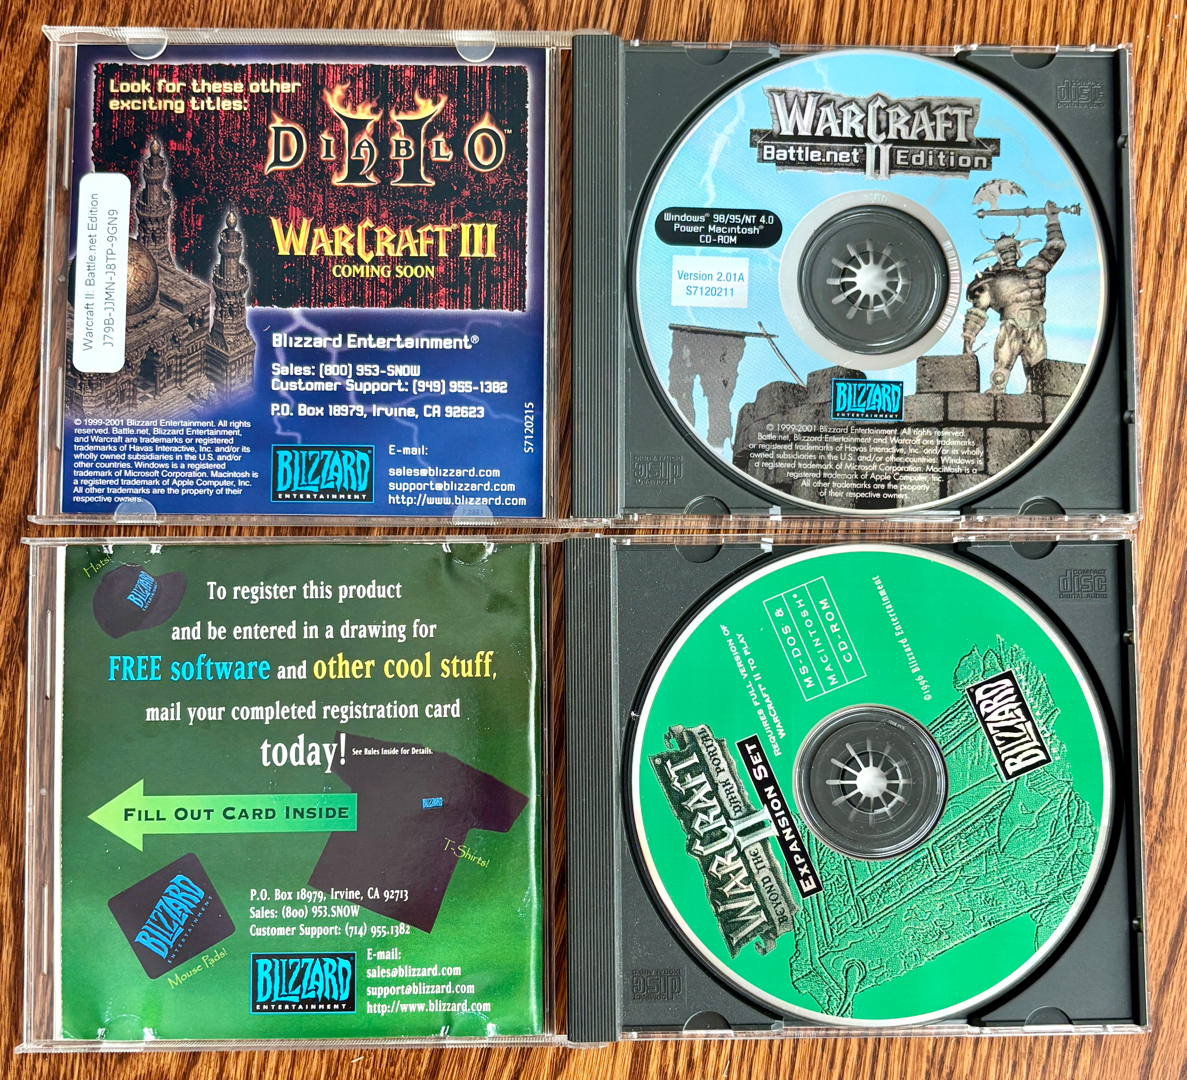 Look for these other
exciting titles:
DIABLO™
II
WARCRAFT III
COMING SOON
Warcraft II: Battle.net Edition
J79B-JJMN-J8TP-9GN9
Blizzard Entertainment®
Sales: (800) 953-SNOW
Customer Support: (949) 955-1382
P.O. Box 18979, Irvine, CA 92623
S7120215
© 1999-2001 Blizzard Entertainment. All rights
reserved. Battle.net, Blizzard Entertainment,
and Warcraft are trademarks or registered
trademarks of Havas Interactive, Inc. and/or its
wholly owned subsidiaries in the U.S. and/or
other countries. Windows is a registered
trademark of Microsoft Corporation. Macintosh is
a registered trademark of Apple Computer, Inc.
All other trademarks are the property of their
respective owners.
BLIZZARD
ENTERTAINMENT
E-mail:
sales@blizzard.com
support@blizzard.com
http://www.blizzard.com
WARCRAFT
Battle.net II Edition
Windows® 98/95/NT 4.0
Power Macintosh®
CD-ROM
Version 2.01A
S7120211
BLIZZARD
ENTERTAINMENT
© 1999-2001 Blizzard Entertainment. All rights reserved.
Battle.net, Blizzard Entertainment and Warcraft are trademarks
or registered trademarks of Havas Interactive, Inc. and/or its wholly
owned subsidiaries in the U.S. and/or other countries. Windows is
a registered trademark of Microsoft Corporation. Macintosh is
a registered trademark of Apple Computer, Inc.
All other trademarks are the property
of their respective owners.
Hats!
BLIZZARD
To register this product
and be entered in a drawing for
FREE software and other cool stuff,
mail your completed registration card
today! See Rules Inside for Details.
FILL OUT CARD INSIDE
BLIZZARD
T-Shirts!
BLIZZARD
ENTERTAINMENT
Mouse Pads!
P.O. Box 18979, Irvine, CA 92713
Sales: (800) 953.SNOW
Customer Support: (714) 955.1382
BLIZZARD
ENTERTAINMENT
E-mail:
sales@blizzard.com
support@blizzard.com
http://www.blizzard.com
COMPACT
disc
DIGITAL AUDIO
WARCRAFT II
BEYOND THE DARK PORTAL
EXPANSION SET
REQUIRES FULL VERSION OF
WARCRAFT II TO PLAY
MS-DOS &
MACINTOSH®
CD-ROM
©1996 Blizzard Entertainment
BLIZZARD
ENTERTAINMENT